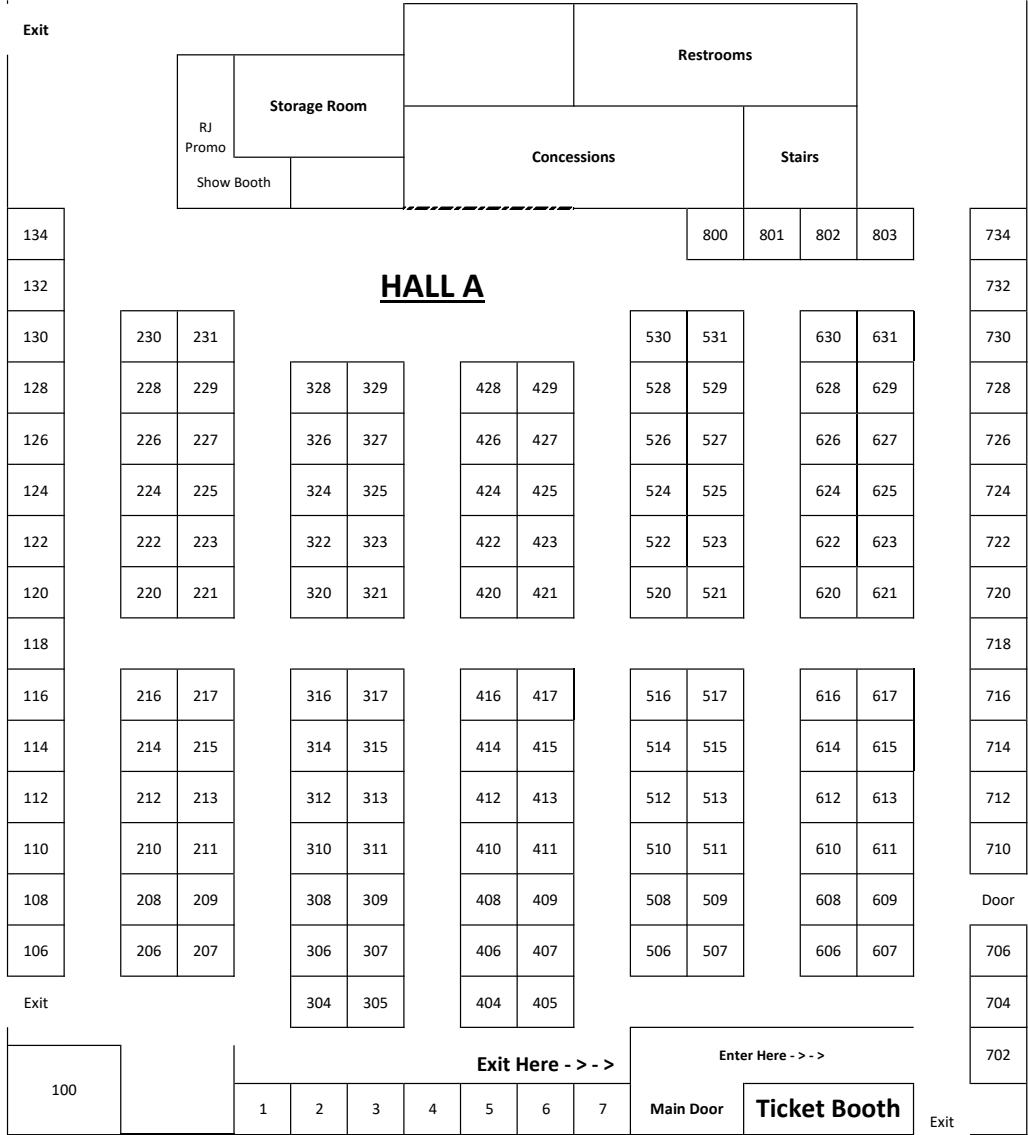 Exit
Restrooms
Storage Room
RJ
Promo
Concessions
Stairs
Show Booth
134 800 801 802 803 734
132 HALL A 732
130 230 231 530 531 630 631 730
128 228 229 328 329 428 429 528 529 628 629 728
126 226 227 326 327 426 427 526 527 626 627 726
124 224 225 324 325 424 425 524 525 624 625 724
122 222 223 322 323 422 423 522 523 622 623 722
120 220 221 320 321 420 421 520 521 620 621 720
118 718
116 216 217 316 317 416 417 516 517 616 617 716
114 214 215 314 315 414 415 514 515 614 615 714
112 212 213 312 313 412 413 512 513 612 613 712
110 210 211 310 311 410 411 510 511 610 611 710
108 208 209 308 309 408 409 508 509 608 609 Door
106 206 207 306 307 406 407 506 507 606 607 706
Exit 304 305 404 405 704
Exit Here - > - > Enter Here - > - > 702
100
1 2 3 4 5 6 7 Main Door Ticket Booth Exit